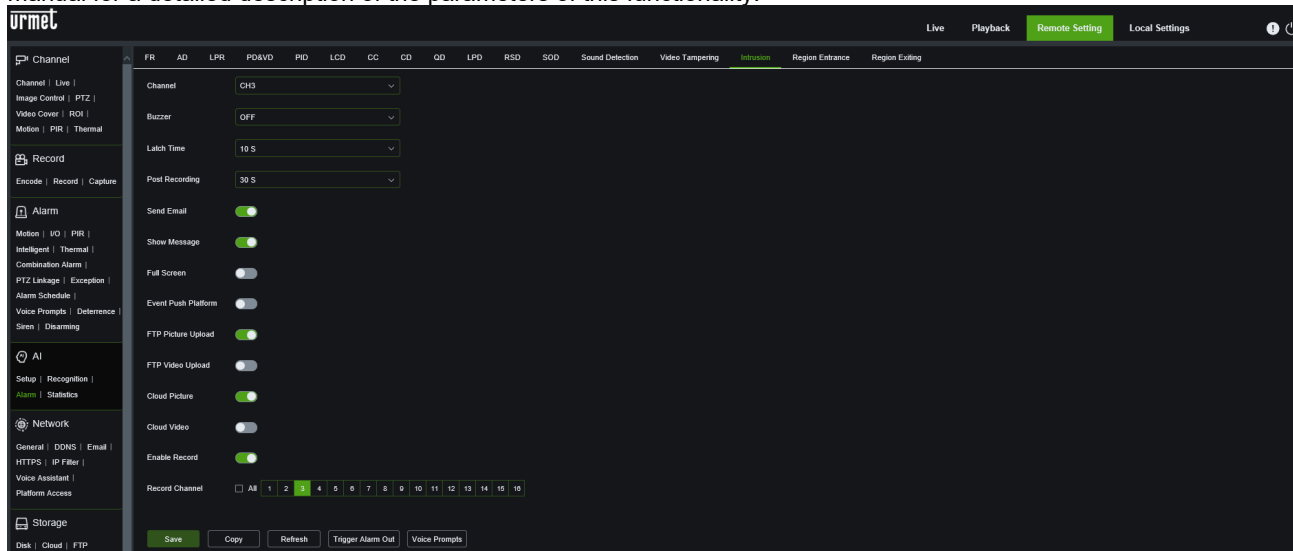 manual for a detailed description of the parameters of this functionality.
urmet
Live Playback Remote Setting Local Settings
Channel
Channel | Live |
Image Control | PTZ |
Video Cover | ROI |
Motion | PIR | Thermal
Record
Encode | Record | Capture
Alarm
Motion | I/O | PIR |
Intelligent | Thermal |
Combination Alarm |
PTZ Linkage | Exception |
Alarm Schedule |
Voice Prompts | Deterrence |
Siren | Disarming
AI
Setup | Recognition |
Alarm | Statistics
Network
General | DDNS | Email |
HTTPS | IP Filter |
Voice Assistant |
Platform Access
Storage
Disk | Cloud | FTP
FR AD LPR PD&VD PID LCD CC CD QD LPD RSD SOD Sound Detection Video Tampering Intrusion Region Entrance Region Exiting
Channel CH3
Buzzer OFF
Latch Time 10 S
Post Recording 30 S
Send Email
Show Message
Full Screen
Event Push Platform
FTP Picture Upload
FTP Video Upload
Cloud Picture
Cloud Video
Enable Record
Record Channel All 1 2 3 4 5 6 7 8 9 10 11 12 13 14 15 16
Save Copy Refresh Trigger Alarm Out Voice Prompts